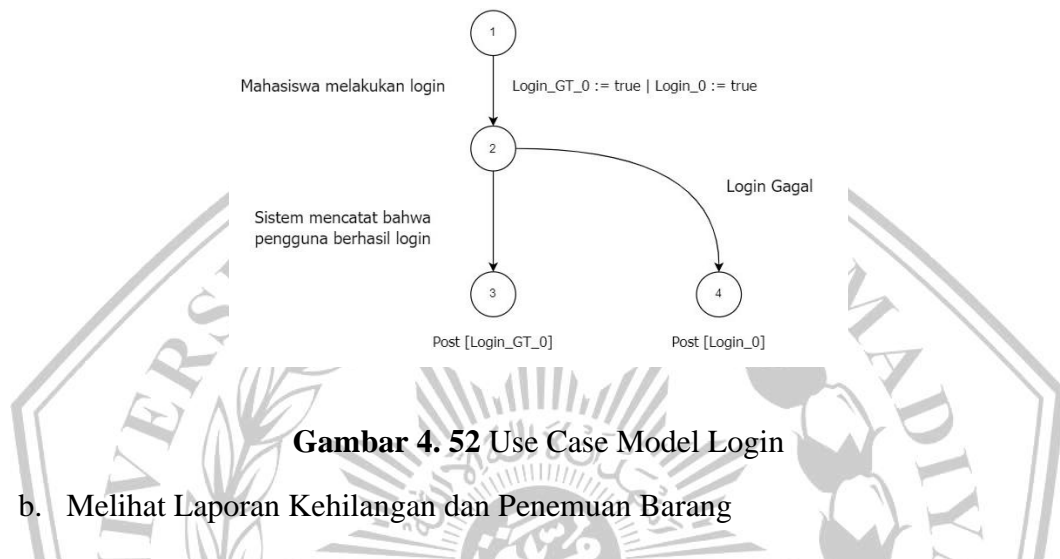 1
Mahasiswa melakukan login
Login_GT_0 := true | Login_0 := true
2
Login Gagal
Sistem mencatat bahwa
pengguna berhasil login
3
4
Post [Login_GT_0]
Post [Login_0]
Gambar 4. 52 Use Case Model Login
b. Melihat Laporan Kehilangan dan Penemuan Barang